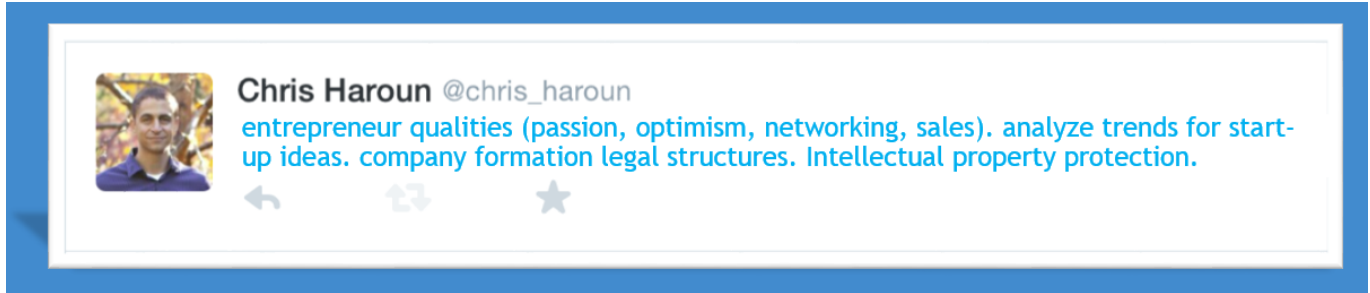 Chris Haroun @chris_haroun
entrepreneur qualities (passion, optimism, networking, sales). analyze trends for start-
up ideas. company formation legal structures. Intellectual property protection.